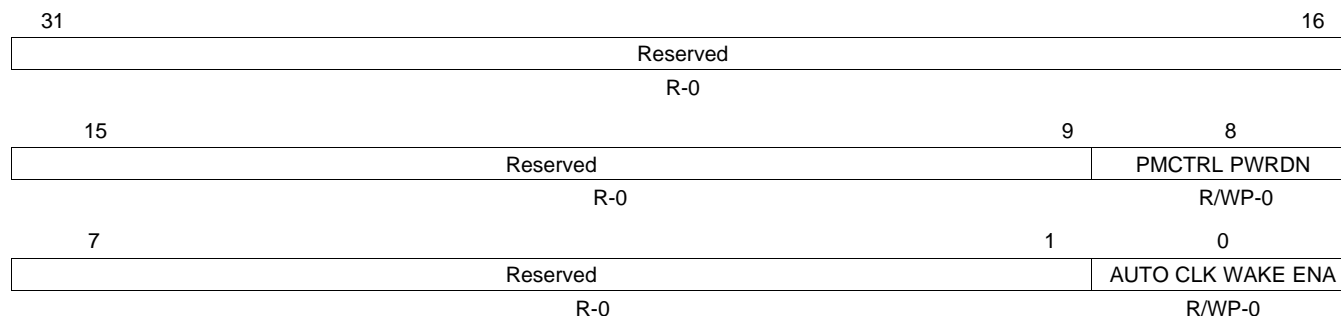 31 16
Reserved
R-0
15 9 8
Reserved PMCTRL PWRDN
R-0 R/WP-0
7 1 0
Reserved AUTO CLK WAKE ENA
R-0 R/WP-0